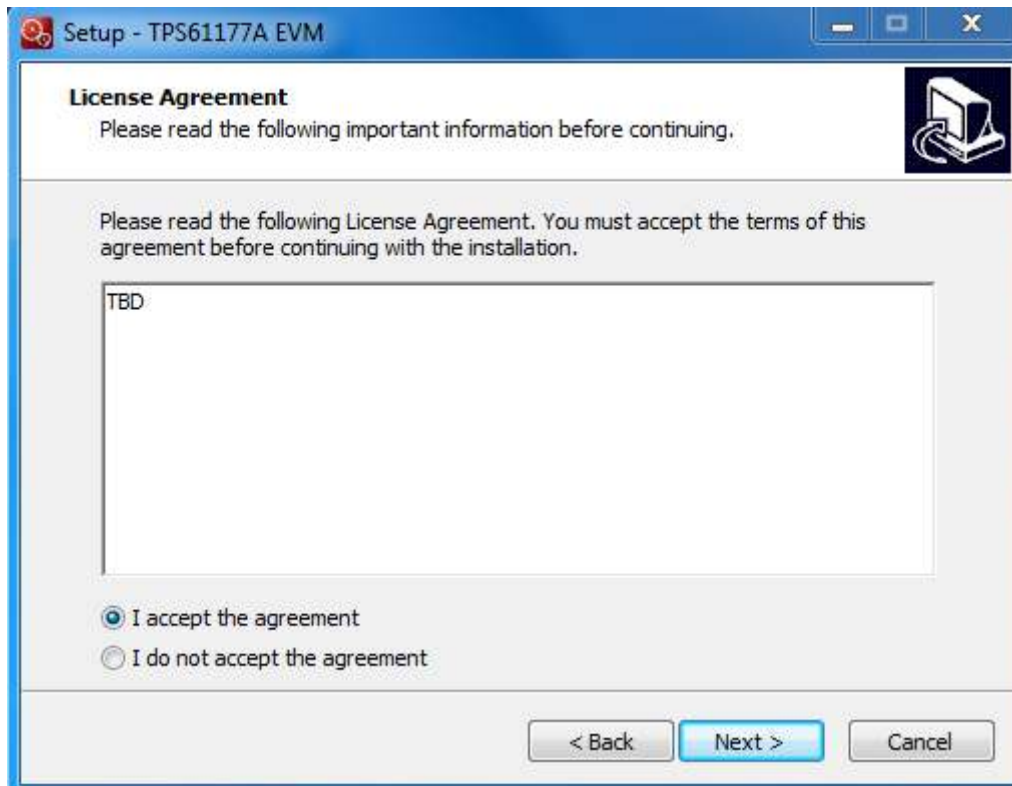 Setup - TPS61177A EVM
License Agreement
Please read the following important information before continuing.
Please read the following License Agreement. You must accept the terms of this
agreement before continuing with the installation.
TBD
I accept the agreement
I do not accept the agreement
< Back
Next >
Cancel